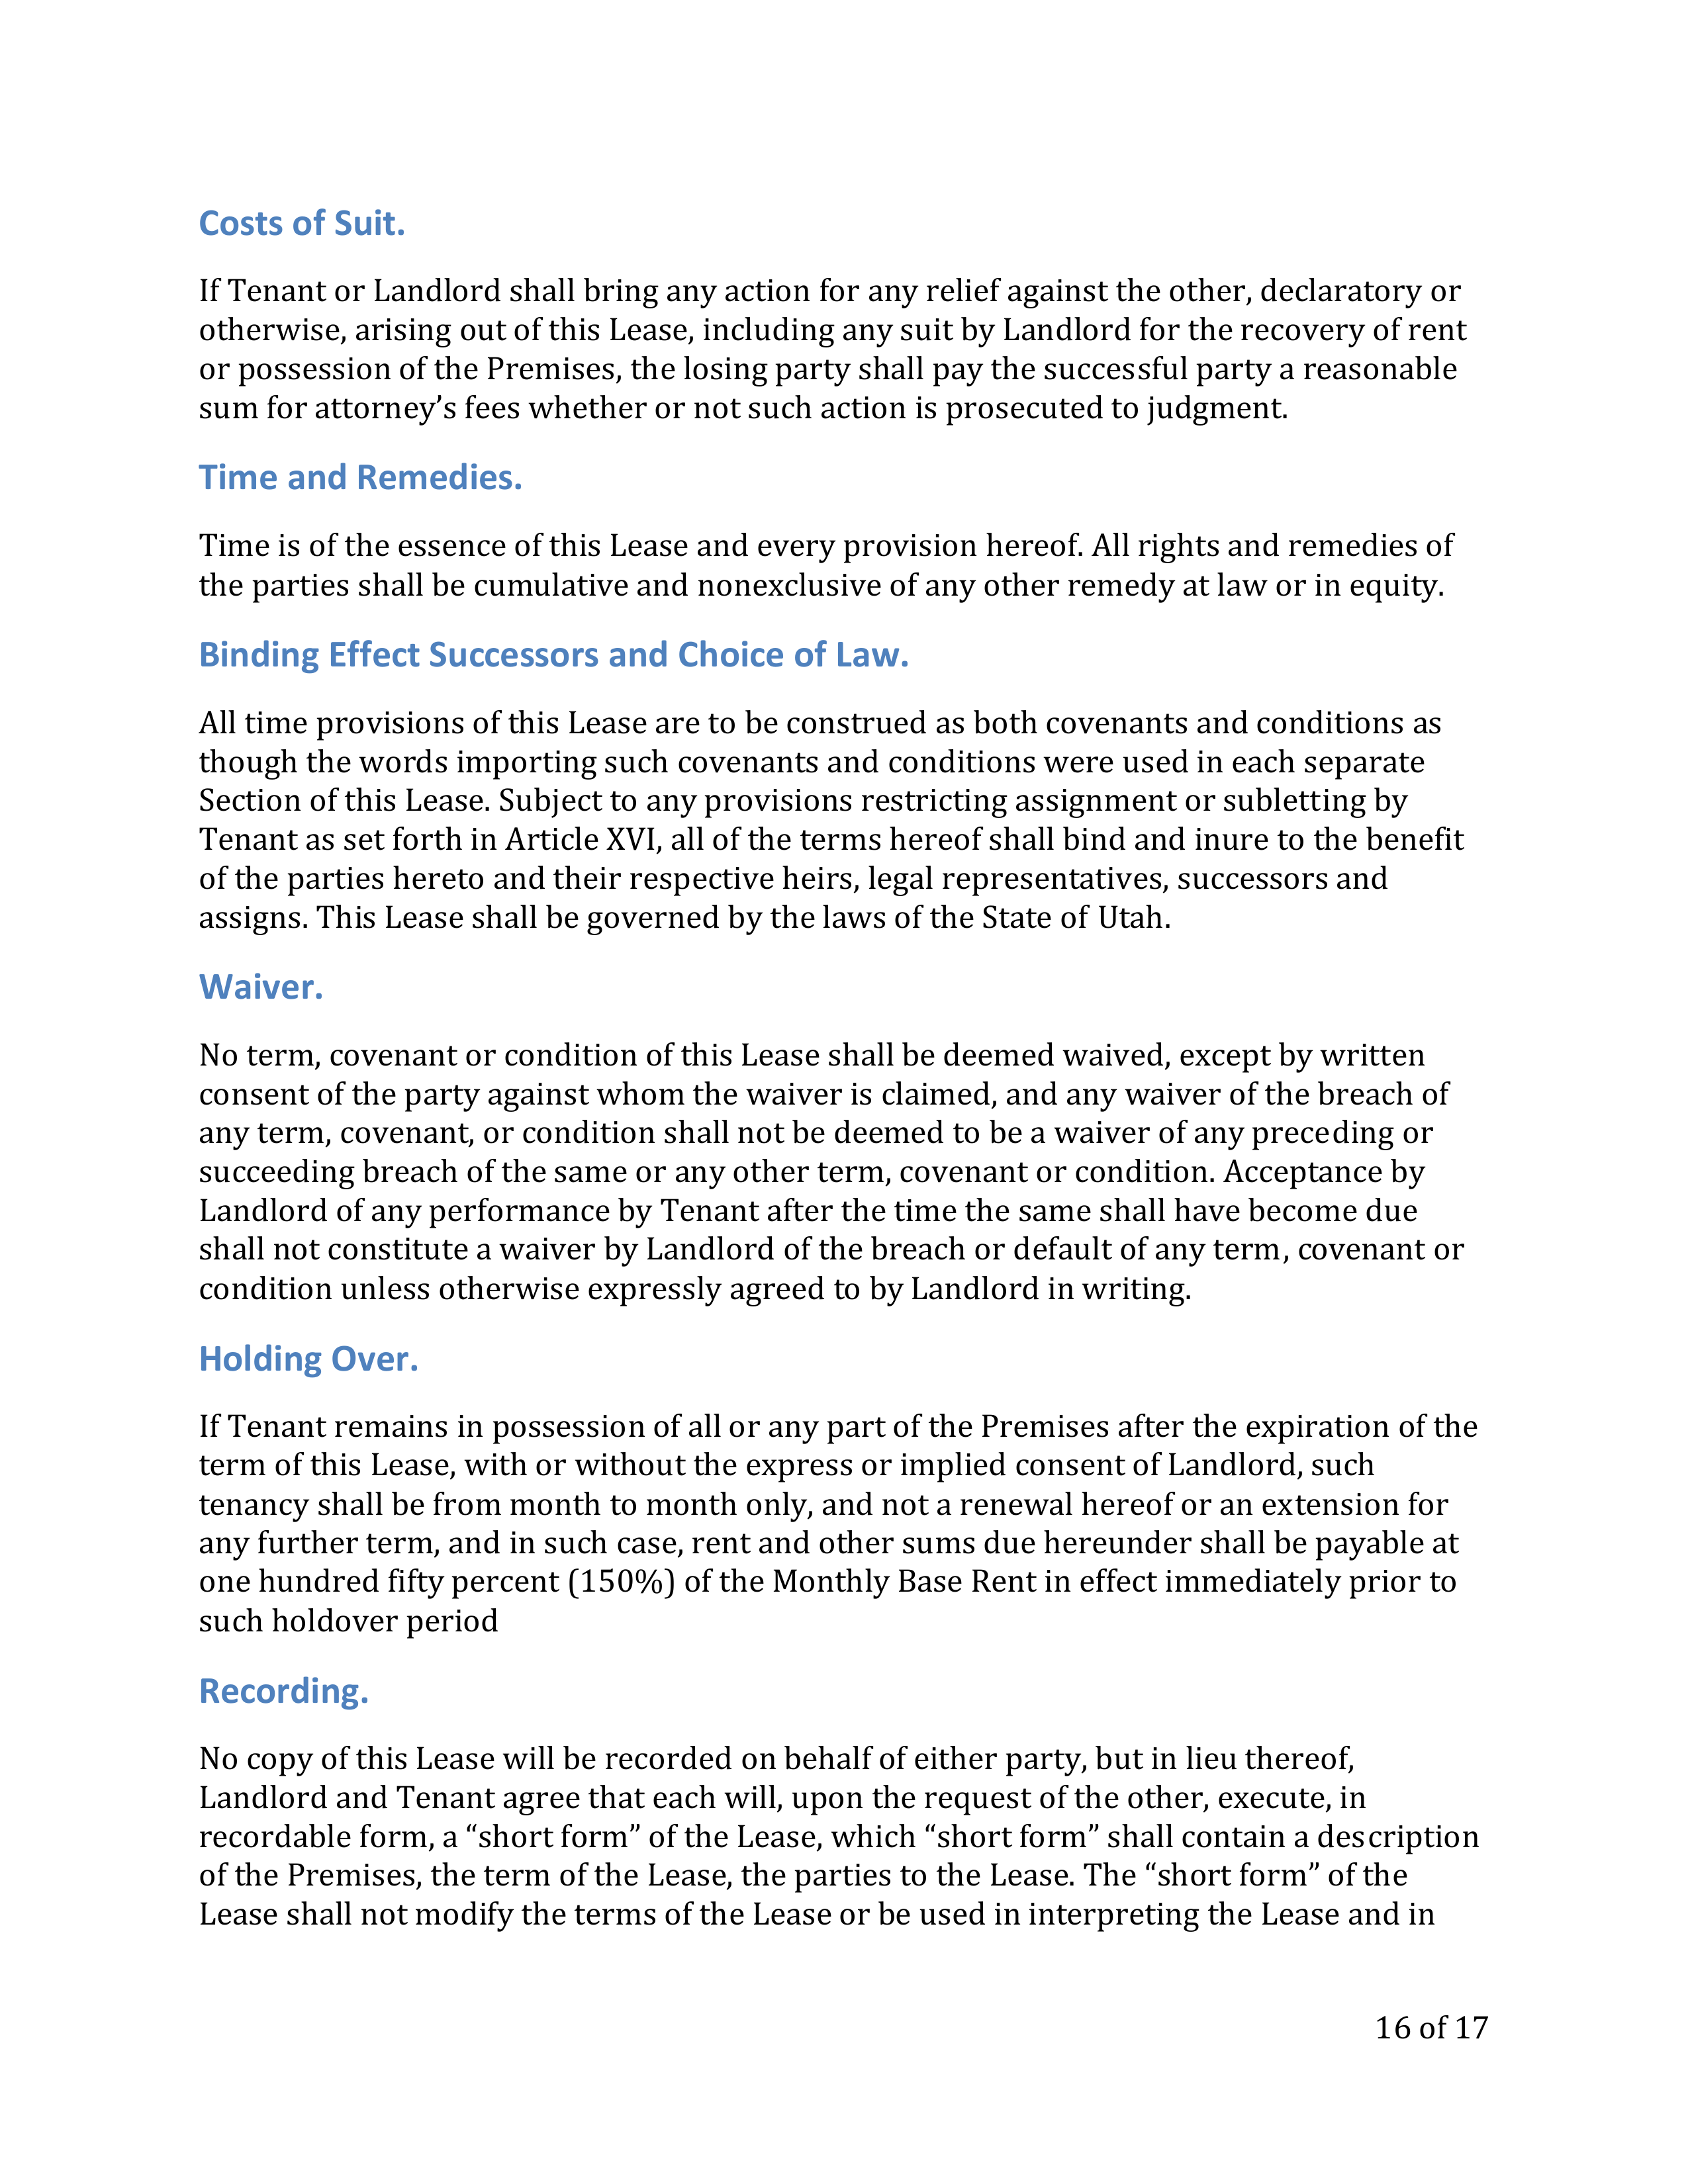 Costs of Suit.
If Tenant or Landlord shall bring any action for any relief against the other, declaratory or
otherwise, arising out of this Lease, including any suit by Landlord for the recovery of rent
or possession of the Premises, the losing party shall pay the successful party a reasonable
sum for attorney’s fees whether or not such action is prosecuted to judgment.
Time and Remedies.
Time is of the essence of this Lease and every provision hereof. All rights and remedies of
the parties shall be cumulative and nonexclusive of any other remedy at law or in equity.
Binding Effect Successors and Choice of Law.
All time provisions of this Lease are to be construed as both covenants and conditions as
though the words importing such covenants and conditions were used in each separate
Section of this Lease. Subject to any provisions restricting assignment or subletting by
Tenant as set forth in Article XVI, all of the terms hereof shall bind and inure to the benefit
of the parties hereto and their respective heirs, legal representatives, successors and
assigns. This Lease shall be governed by the laws of the State of Utah.
Waiver.
No term, covenant or condition of this Lease shall be deemed waived, except by written
consent of the party against whom the waiver is claimed, and any waiver of the breach of
any term, covenant, or condition shall not be deemed to be a waiver of any preceding or
succeeding breach of the same or any other term, covenant or condition. Acceptance by
Landlord of any performance by Tenant after the time the same shall have become due
shall not constitute a waiver by Landlord of the breach or default of any term, covenant or
condition unless otherwise expressly agreed to by Landlord in writing.
Holding Over.
If Tenant remains in possession of all or any part of the Premises after the expiration of the
term of this Lease, with or without the express or implied consent of Landlord, such
tenancy shall be from month to month only, and not a renewal hereof or an extension for
any further term, and in such case, rent and other sums due hereunder shall be payable at
one hundred fifty percent (150%) of the Monthly Base Rent in effect immediately prior to
such holdover period
Recording.
No copy of this Lease will be recorded on behalf of either party, but in lieu thereof,
Landlord and Tenant agree that each will, upon the request of the other, execute, in
recordable form, a “short form” of the Lease, which “short form” shall contain a description
of the Premises, the term of the Lease, the parties to the Lease. The “short form” of the
Lease shall not modify the terms of the Lease or be used in interpreting the Lease and in
16 of 17